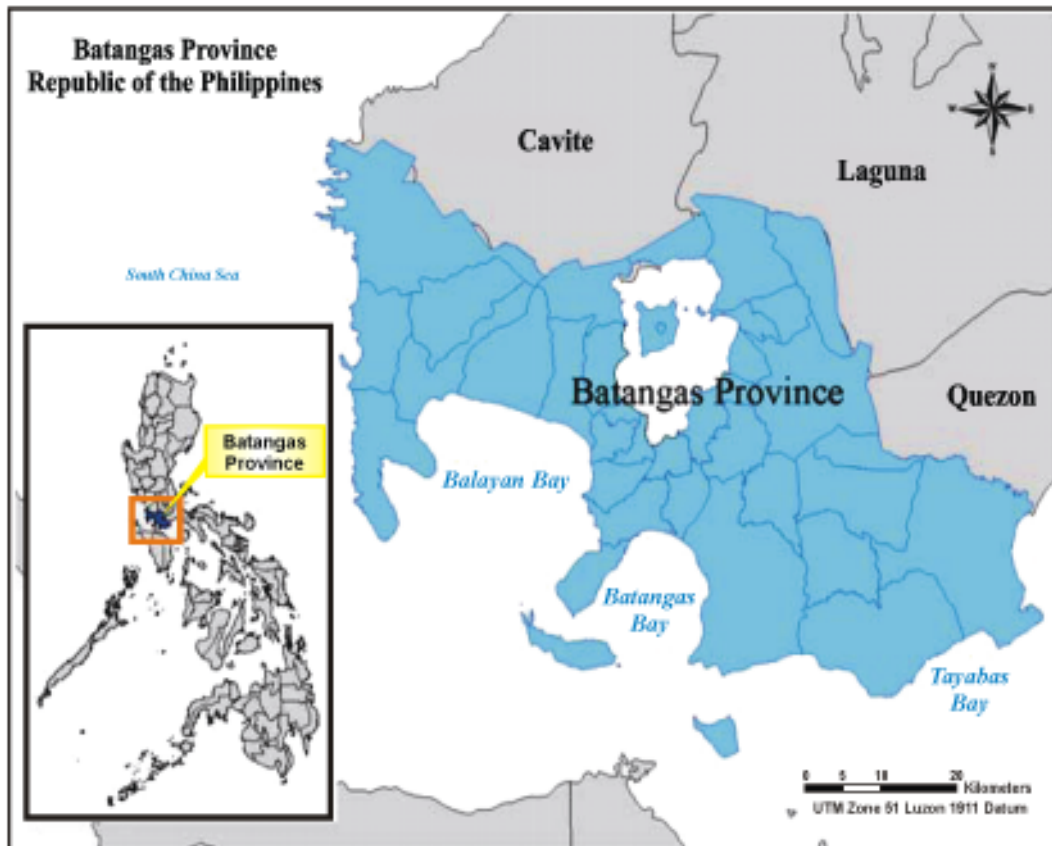 Batangas Province
Republic of the Philippines
Cavite
Laguna
N
W
E
S
South China Sea
Batangas
Province
Batangas Province
Quezon
Balayan Bay
Batangas
Bay
Tayabas
Bay
0 5 10 20
Kilometers
UTM Zone 51 Luzon 1911 Datum